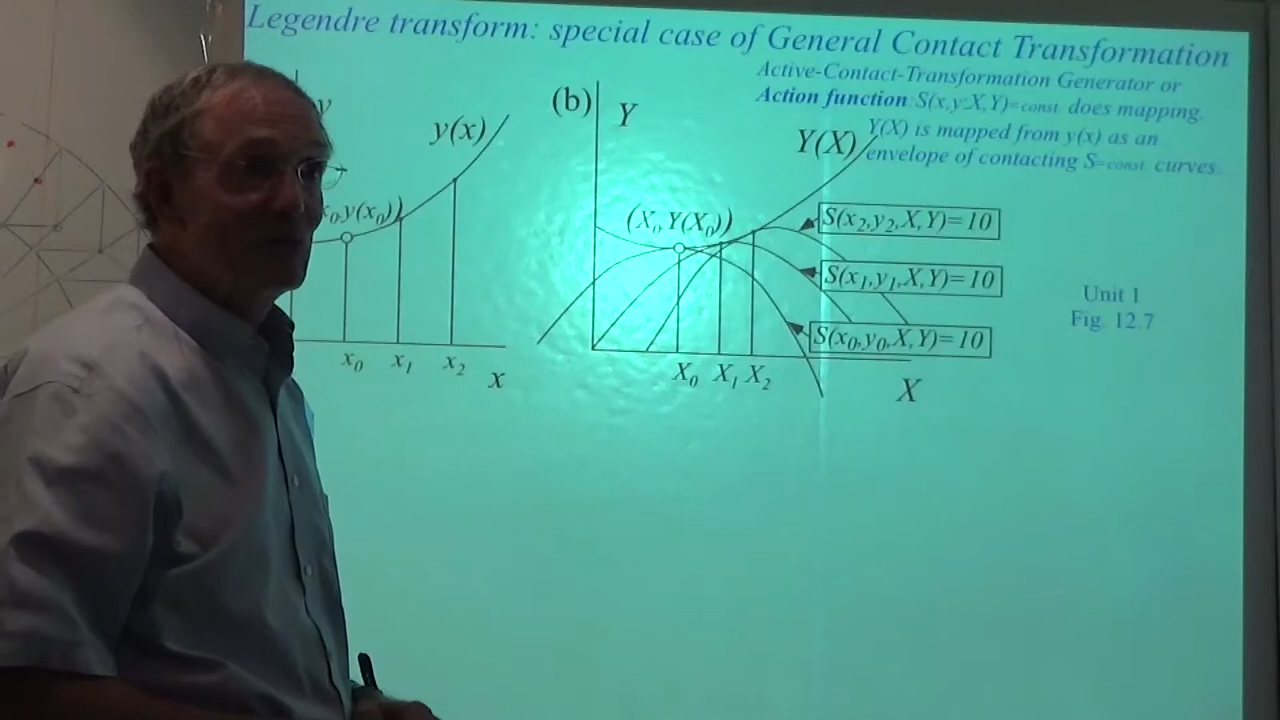 Legendre transform: special case of General Contact Transformation
Active-Contact-Transformation Generator or
Action function S(x,y:X,Y)=const. does mapping.
Y(X) is mapped from y(x) as an
envelope of contacting S=const. curves.
y
y(x)
x₀,y(x₀))
x₀ x₁ x₂
x
(b)
Y
Y(X)
(X₀,Y(X₀))
S(x₂,y₂,X,Y)=10
S(x₁,y₁,X,Y)=10
S(x₀,y₀,X,Y)=10
X₀ X₁ X₂
X
Unit 1
Fig. 12.7